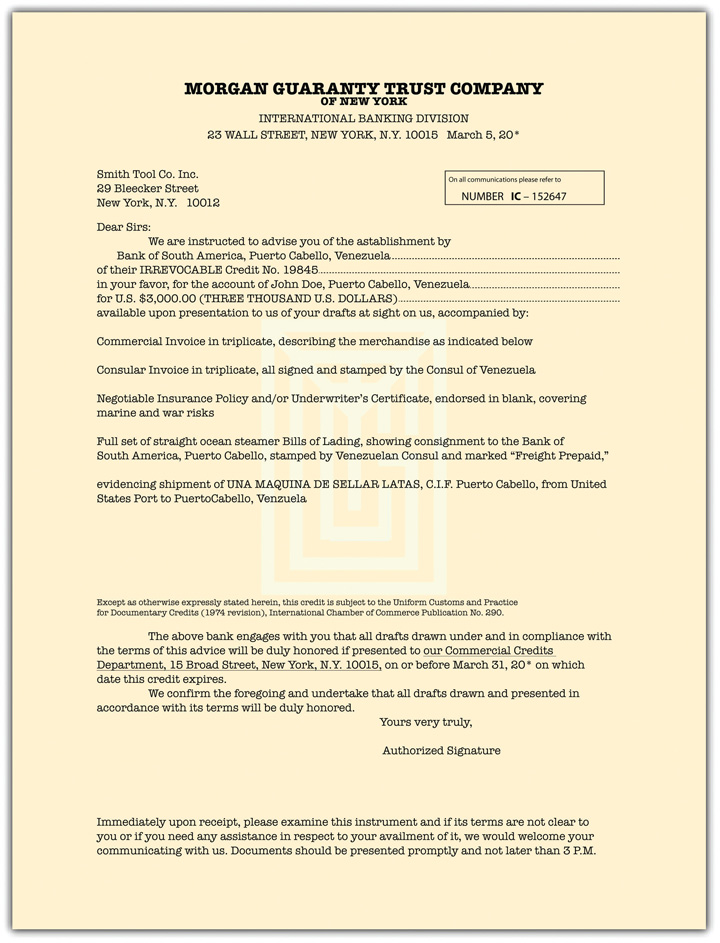 MORGAN GUARANTY TRUST COMPANY
OF NEW YORK
INTERNATIONAL BANKING DIVISION
23 WALL STREET, NEW YORK, N.Y. 10015 March 5, 20*
Smith Tool Co. Inc.
29 Bleecker Street
New York, N.Y. 10012
On all communications please refer to
NUMBER IC – 152647
Dear Sirs:
We are instructed to advise you of the astablishment by
Bank of South America, Puerto Cabello, Venezuela
of their IRREVOCABLE Credit No. 19845
in your favor, for the account of John Doe, Puerto Cabello, Venezuela
for U.S. $3,000.00 (THREE THOUSAND U.S. DOLLARS)
available upon presentation to us of your drafts at sight on us, accompanied by:
Commercial Invoice in triplicate, describing the merchandise as indicated below
Consular Invoice in triplicate, all signed and stamped by the Consul of Venezuela
Negotiable Insurance Policy and/or Underwriter's Certificate, endorsed in blank, covering
marine and war risks
Full set of straight ocean steamer Bills of Lading, showing consignment to the Bank of
South America, Puerto Cabello, stamped by Venezuelan Consul and marked “Freight Prepaid,”
evidencing shipment of UNA MAQUINA DE SELLAR LATAS, C.I.F. Puerto Cabello, from United
States Port to PuertoCabello, Venzuela
Except as otherwise expressly stated herein, this credit is subject to the Uniform Customs and Practice
for Documentary Credits (1974 revision), International Chamber of Commerce Publication No. 290.
The above bank engages with you that all drafts drawn under and in compliance with
the terms of this advice will be duly honored if presented to our Commercial Credits
Department, 15 Broad Street, New York, N.Y. 10015, on or before March 31, 20* on which
date this credit expires.
We confirm the foregoing and undertake that all drafts drawn and presented in
accordance with its terms will be duly honored.
Yours very truly,
Authorized Signature
Immediately upon receipt, please examine this instrument and if its terms are not clear to
you or if you need any assistance in respect to your availment of it, we would welcome your
communicating with us. Documents should be presented promptly and not later than 3 P.M.